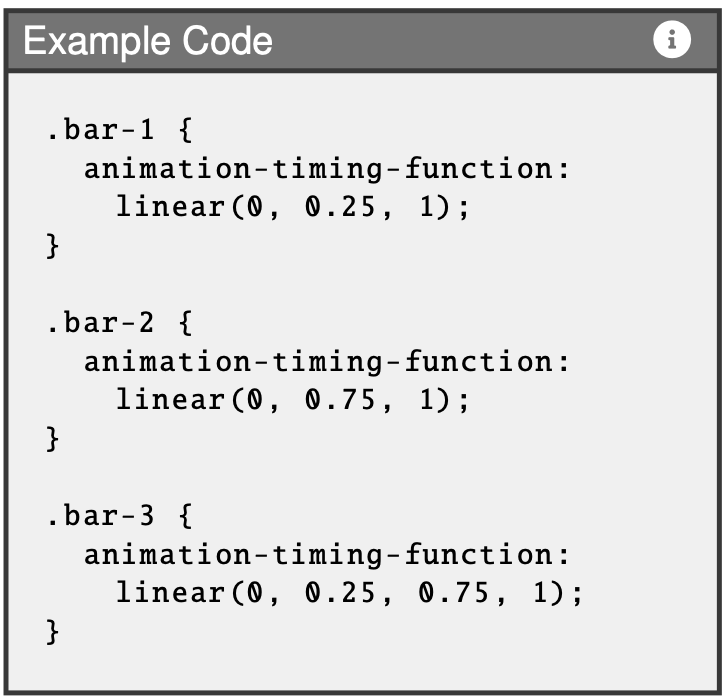 Example Code
.bar-1 {
  animation-timing-function:
    linear(0, 0.25, 1);
}
.bar-2 {
  animation-timing-function:
    linear(0, 0.75, 1);
}
.bar-3 {
  animation-timing-function:
    linear(0, 0.25, 0.75, 1);
}